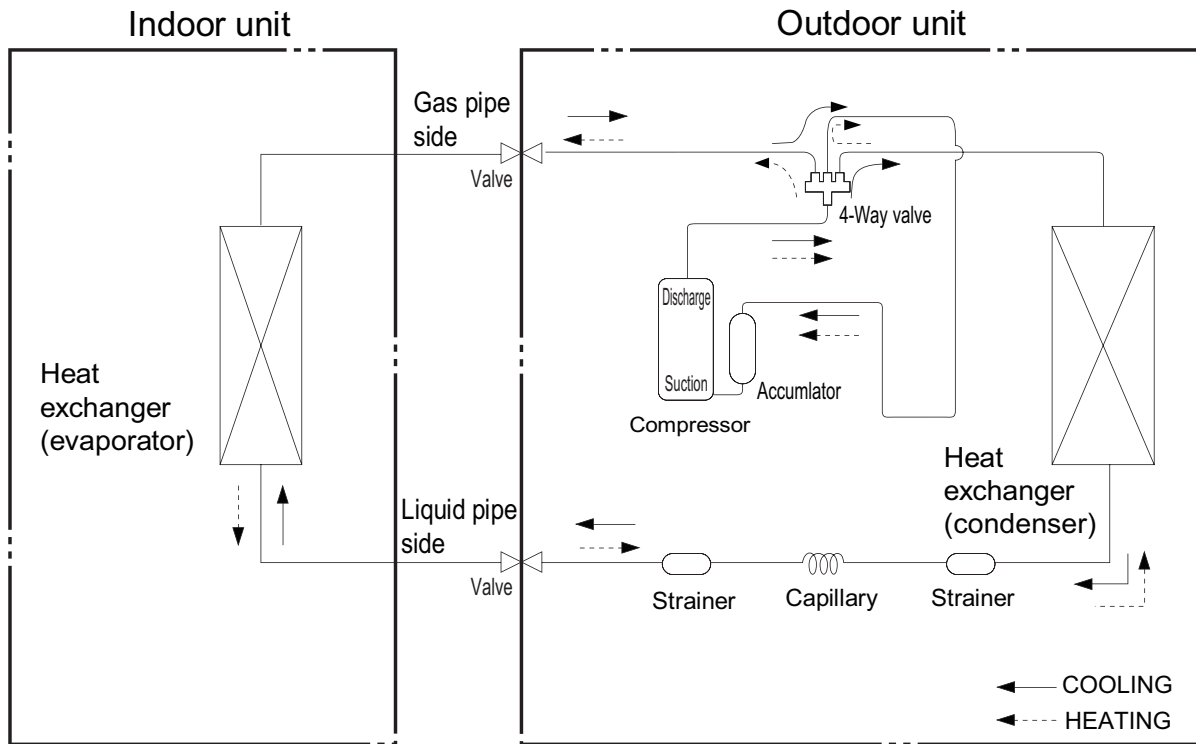 Indoor unit
Outdoor unit
Gas pipe
side
Valve
4-Way valve
Discharge
Suction
Accumlator
Compressor
Heat
exchanger
(evaporator)
Heat
exchanger
(condenser)
Liquid pipe
side
Valve
Strainer
Capillary
Strainer
COOLING
HEATING